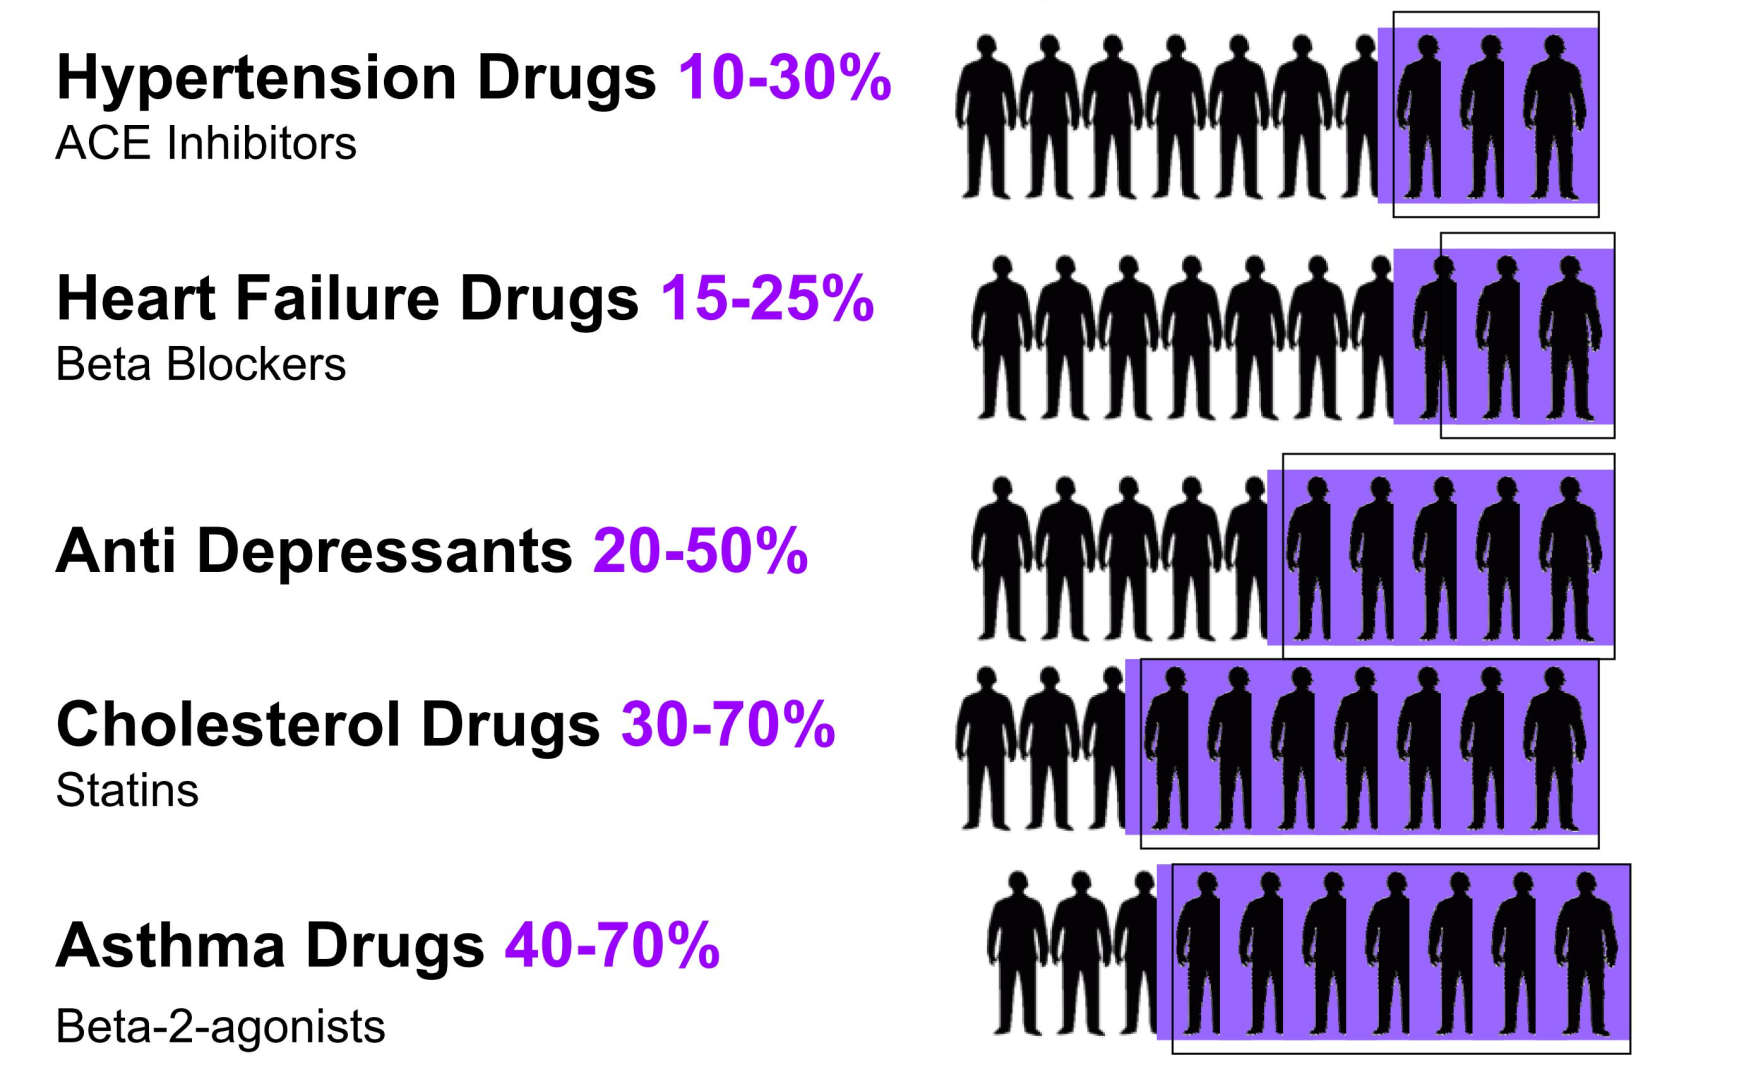 Hypertension Drugs 10-30%
ACE Inhibitors
Heart Failure Drugs 15-25%
Beta Blockers
Anti Depressants 20-50%
Cholesterol Drugs 30-70%
Statins
Asthma Drugs 40-70%
Beta-2-agonists